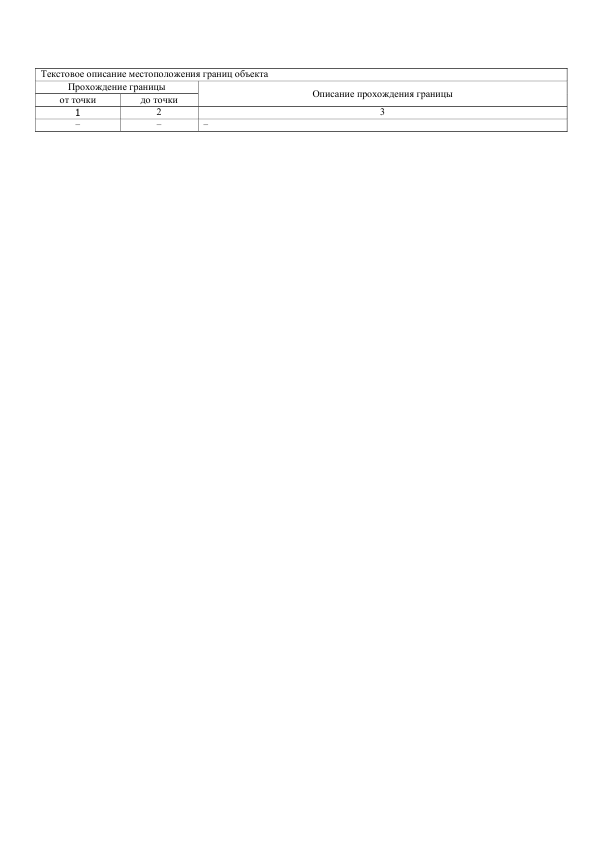 Текстовое описание местоположения границ объекта
Прохождение границы
Описание прохождения границы
от точки до точки
1 2 3
– – –